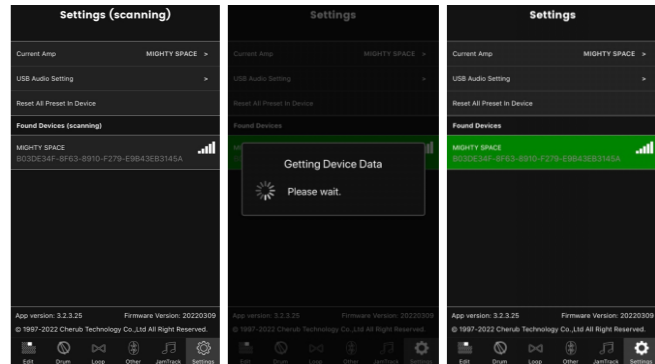 Settings (scanning)
Current Amp MIGHTY SPACE >
USB Audio Setting >
Reset All Preset In Device
Found Devices (scanning)
MIGHTY SPACE
B03DE34F-8F63-8910-F279-E9B43EB3145A
App version: 3.2.3.25 Firmware Version: 20220309
© 1997-2022 Cherub Technology Co.,Ltd All Right Reserved.
Edit Drum Loop Other JamTrack Settings
Settings
Current Amp MIGHTY SPACE >
USB Audio Setting >
Reset All Preset In Device
Found Devices
Getting Device Data
Please wait.
App version: 3.2.3.25 Firmware Version: 20220309
© 1997-2022 Cherub Technology Co.,Ltd All Right Reserved.
Edit Drum Loop Other JamTrack Settings
Settings
Current Amp MIGHTY SPACE >
USB Audio Setting >
Reset All Preset In Device
Found Devices
MIGHTY SPACE
B03DE34F-8F63-8910-F279-E9B43EB3145A
App version: 3.2.3.25 Firmware Version: 20220309
© 1997-2022 Cherub Technology Co.,Ltd All Right Reserved.
Edit Drum Loop Other JamTrack Settings